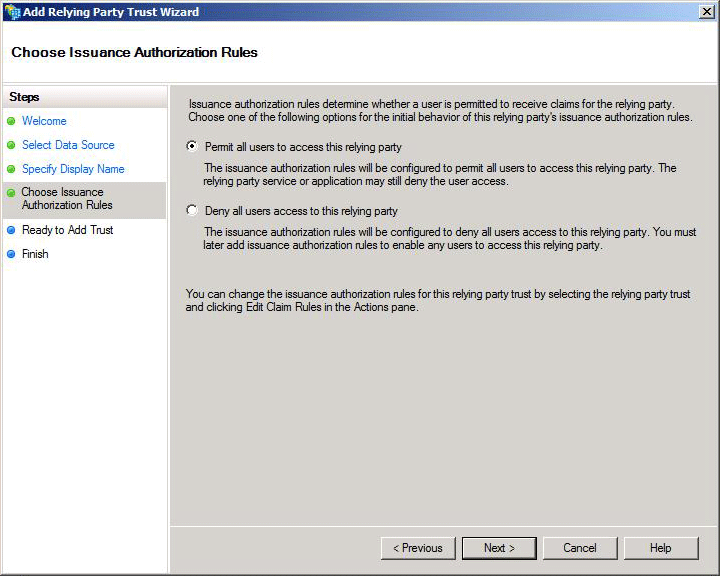 Add Relying Party Trust Wizard
Choose Issuance Authorization Rules
Steps
Welcome
Select Data Source
Specify Display Name
Choose Issuance
Authorization Rules
Ready to Add Trust
Finish
Issuance authorization rules determine whether a user is permitted to receive claims for the relying party.
Choose one of the following options for the initial behavior of this relying party's issuance authorization rules.
Permit all users to access this relying party
The issuance authorization rules will be configured to permit all users to access this relying party. The
relying party service or application may still deny the user access.
Deny all users access to this relying party
The issuance authorization rules will be configured to deny all users access to this relying party. You must
later add issuance authorization rules to enable any users to access this relying party.
You can change the issuance authorization rules for this relying party trust by selecting the relying party trust
and clicking Edit Claim Rules in the Actions pane.
< Previous
Next >
Cancel
Help